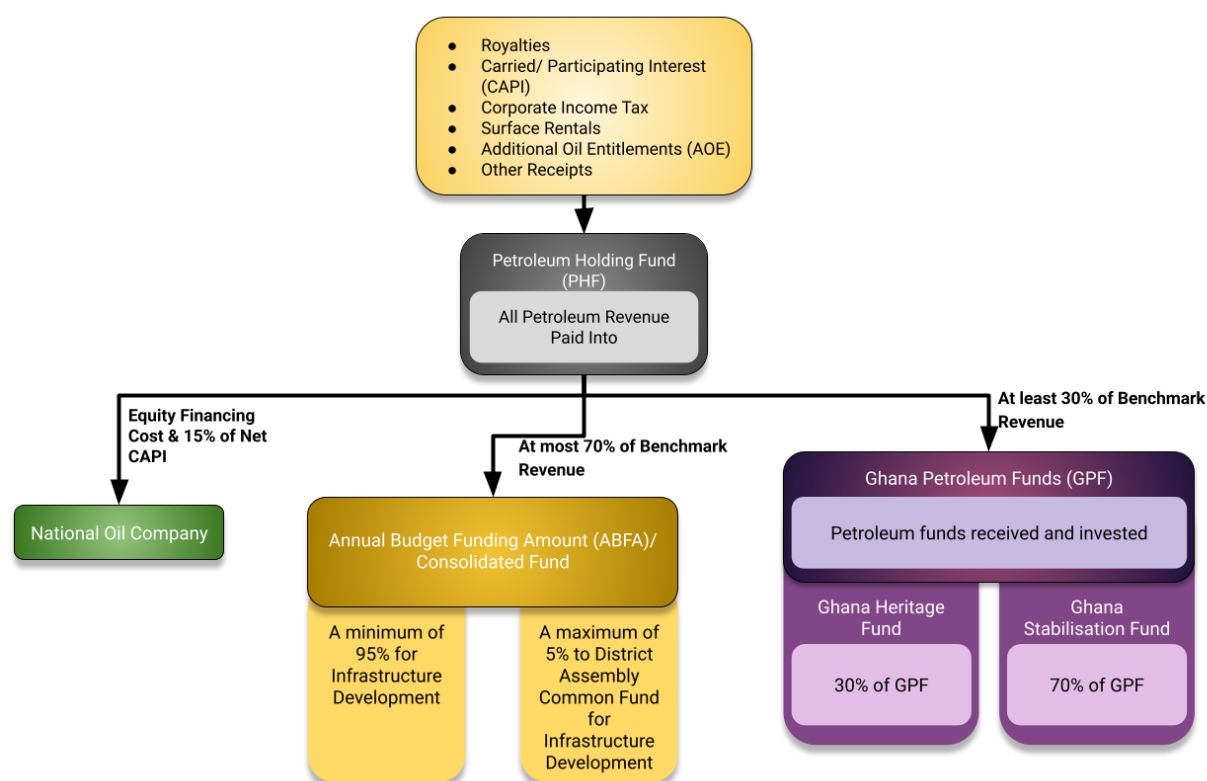 ● Royalties
● Carried/ Participating Interest
(CAPI)
● Corporate Income Tax
● Surface Rentals
● Additional Oil Entitlements (AOE)
● Other Receipts
Petroleum Holding Fund
(PHF)
All Petroleum Revenue
Paid Into
Equity Financing
Cost & 15% of Net
CAPI
At most 70% of Benchmark
Revenue
At least 30% of Benchmark
Revenue
National Oil Company
Annual Budget Funding Amount (ABFA)/
Consolidated Fund
A minimum of
95% for
Infrastructure
Development
A maximum of
5% to District
Assembly
Common Fund
for
Infrastructure
Development
Ghana Petroleum Funds (GPF)
Petroleum funds received and invested
Ghana Heritage
Fund
30% of GPF
Ghana
Stabilisation Fund
70% of GPF